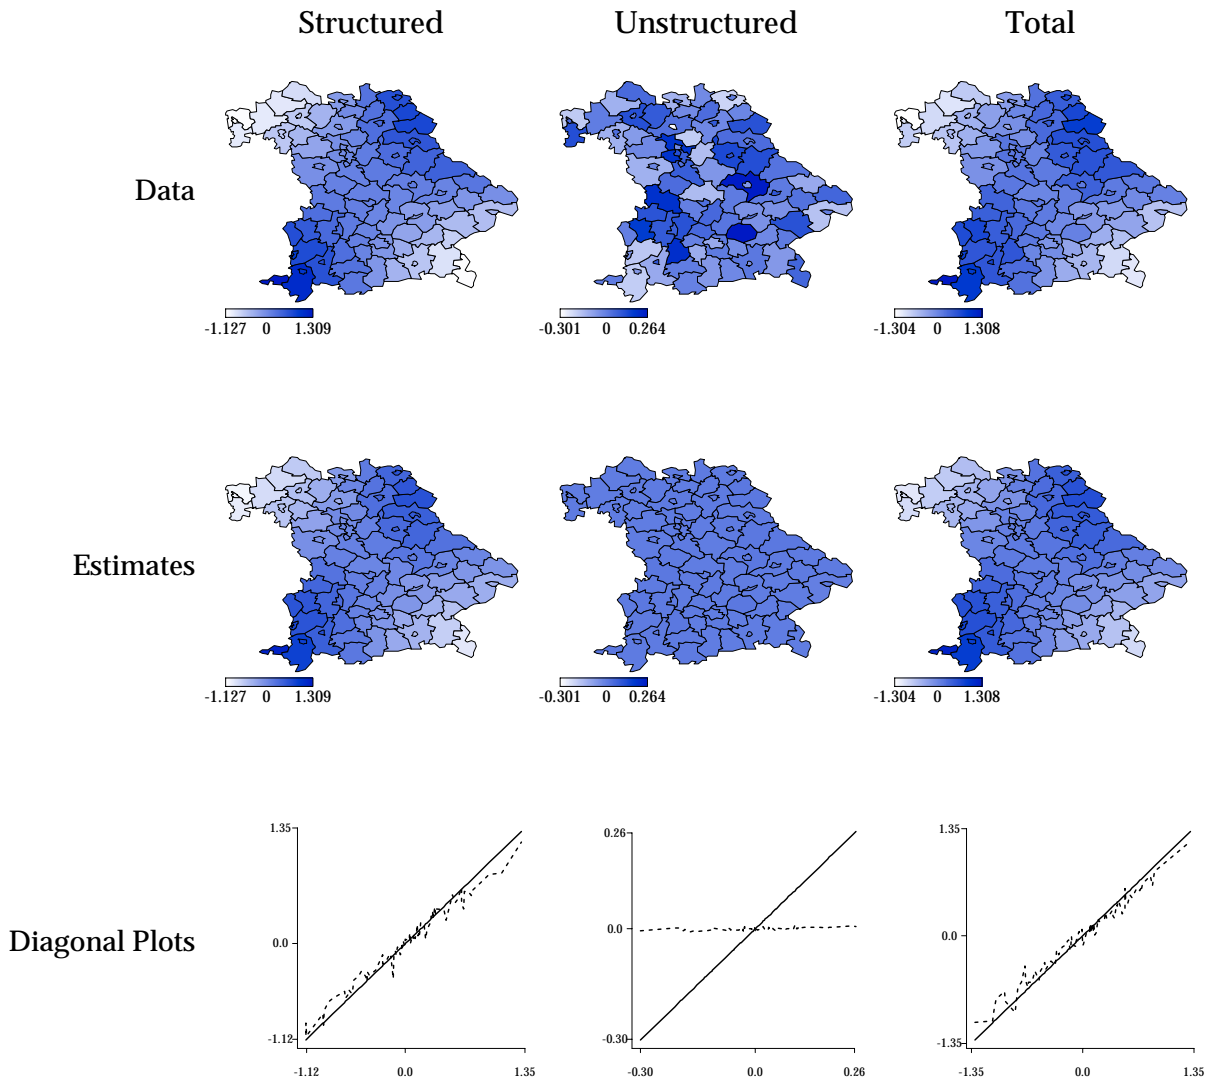 Structured Unstructured Total
Data
-1.127 0 1.309 -0.301 0 0.264 -1.304 0 1.308
Estimates
-1.127 0 1.309 -0.301 0 0.264 -1.304 0 1.308
Diagonal Plots
1.35
0.0
-1.12
-1.12 0.0 1.35
0.26
0.0
-0.30
-0.30 0.0 0.26
1.35
0.0
-1.35
-1.35 0.0 1.35